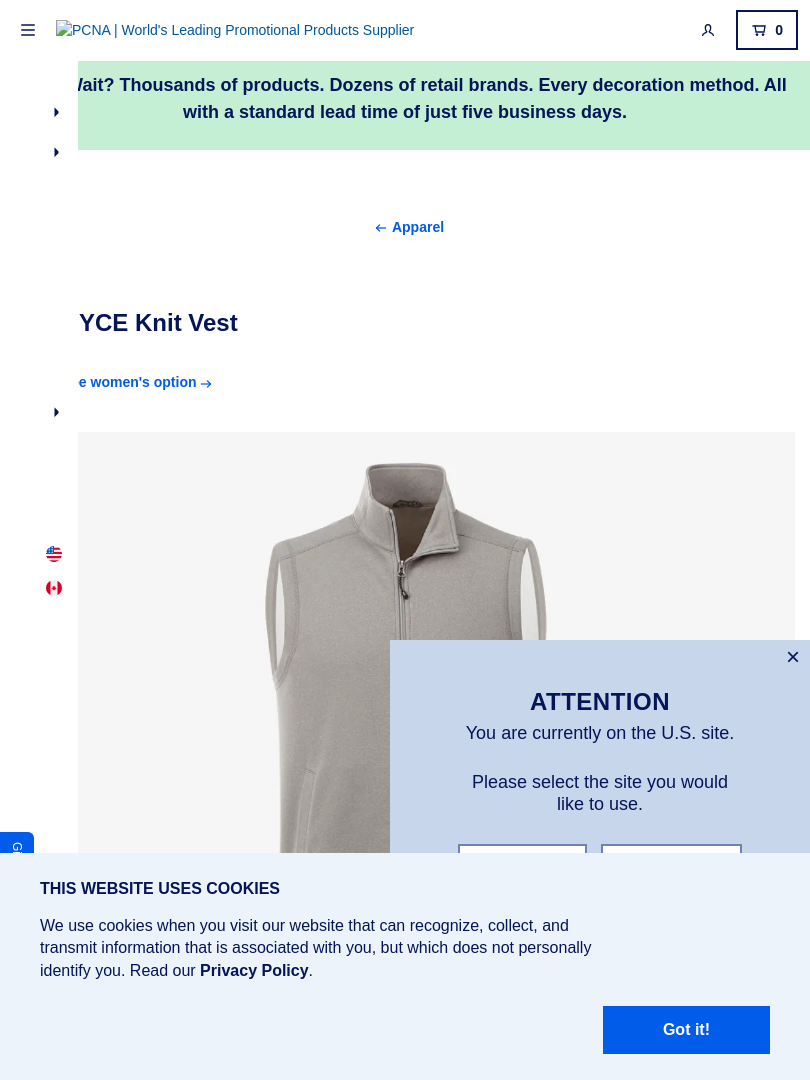 PCNA | World's Leading Promotional Products Supplier
0
Wait? Thousands of products. Dozens of retail brands. Every decoration method. All
with a standard lead time of just five business days.
← Apparel
YCE Knit Vest
e women's option →
ATTENTION
You are currently on the U.S. site.
Please select the site you would
like to use.
THIS WEBSITE USES COOKIES
We use cookies when you visit our website that can recognize, collect, and
transmit information that is associated with you, but which does not personally
identify you. Read our Privacy Policy.
Got it!